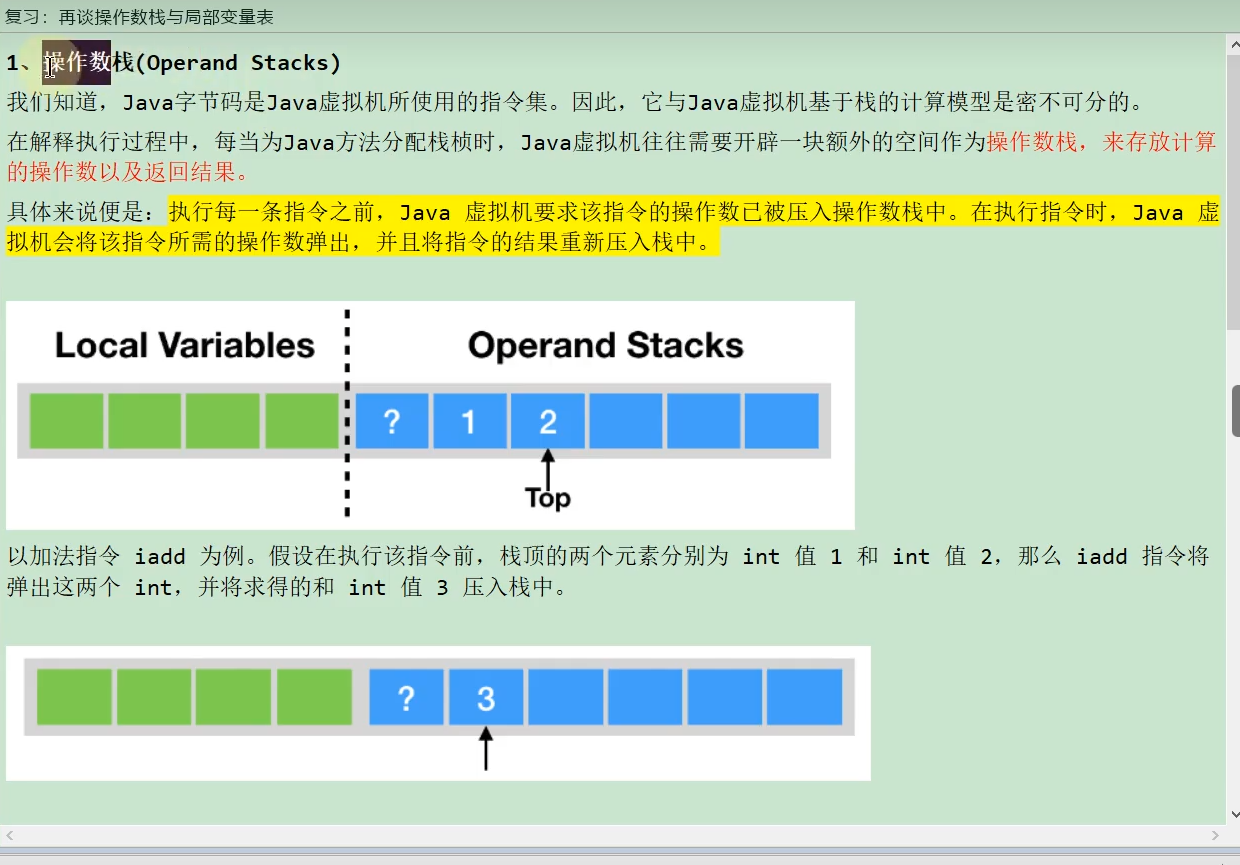 复习：再谈操作数栈与局部变量表
1、操作数栈(Operand Stacks)
我们知道，Java字节码是Java虚拟机所使用的指令集。因此，它与Java虚拟机基于栈的计算模型是密不可分的。
在解释执行过程中，每当为Java方法分配栈桢时，Java虚拟机往往需要开辟一块额外的空间作为操作数栈，来存放计算
的操作数以及返回结果。
具体来说便是：执行每一条指令之前，Java 虚拟机要求该指令的操作数已被压入操作数栈中。在执行指令时，Java 虚
拟机会将该指令所需的操作数弹出，并且将指令的结果重新压入栈中。
Local Variables Operand Stacks
? 1 2
Top
以加法指令 iadd 为例。假设在执行该指令前，栈顶的两个元素分别为 int 值 1 和 int 值 2，那么 iadd 指令将
弹出这两个 int，并将求得的和 int 值 3 压入栈中。
? 3